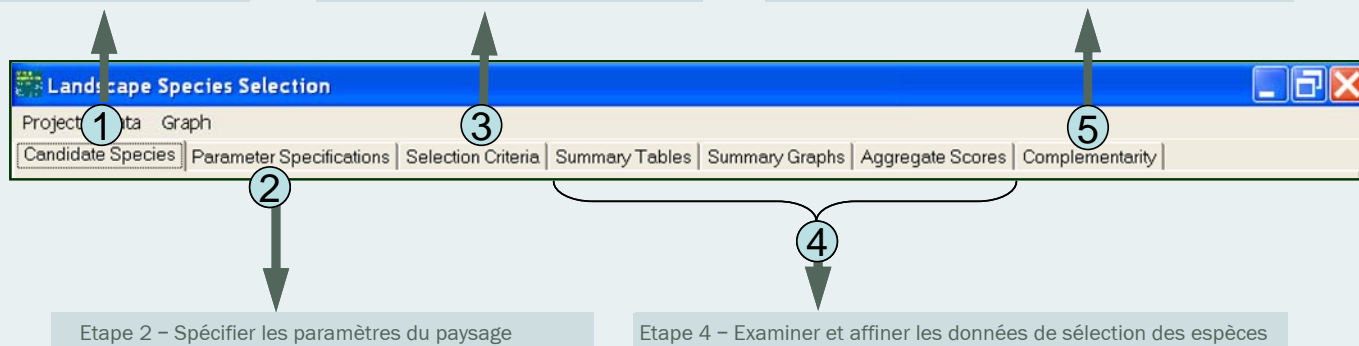 Landscape Species Selection
1
3
5
Project Data Graph
Candidate Species Parameter Specifications Selection Criteria Summary Tables Summary Graphs Aggregate Scores Complementarity
2
4
Etape 2 – Spécifier les paramètres du paysage
Etape 4 – Examiner et affiner les données de sélection des espèces